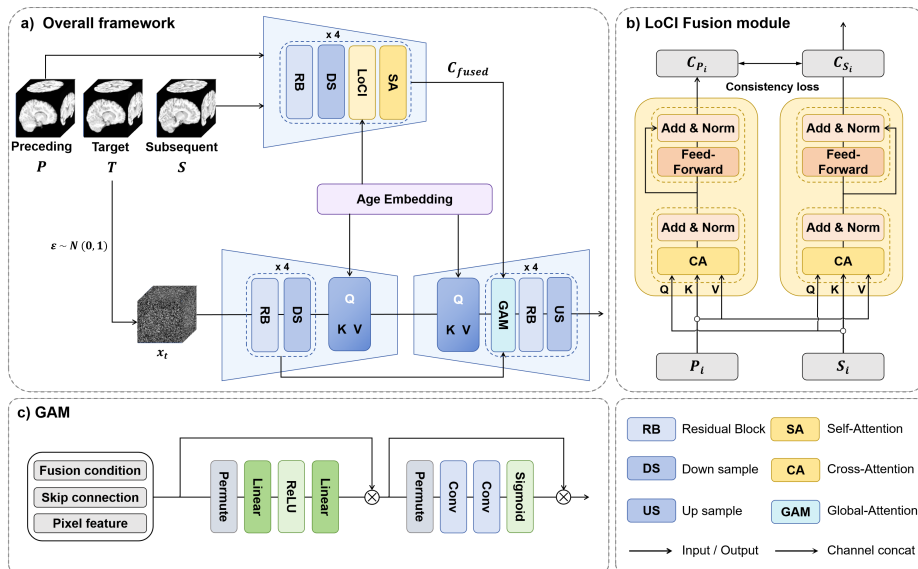 a) Overall framework
x 4
RB
DS
LoCI
SA
C_fused
Preceding
P
Target
T
Subsequent
S
Age Embedding
ε ~ N (0, 1)
x_t
x 4
RB
DS
Q
K V
Q
K V
x 4
GAM
RB
US
b) LoCI Fusion module
C_{P_i}
C_{S_i}
Consistency loss
Add & Norm
Feed-
Forward
Add & Norm
CA
Q K V
Add & Norm
Feed-
Forward
Add & Norm
CA
Q K V
P_i
S_i
c) GAM
Fusion condition
Skip connection
Pixel feature
Permute
Linear
ReLU
Linear
Permute
Conv
Conv
Sigmoid
RB Residual Block
SA Self-Attention
DS Down sample
CA Cross-Attention
US Up sample
GAM Global-Attention
Input / Output
Channel concat